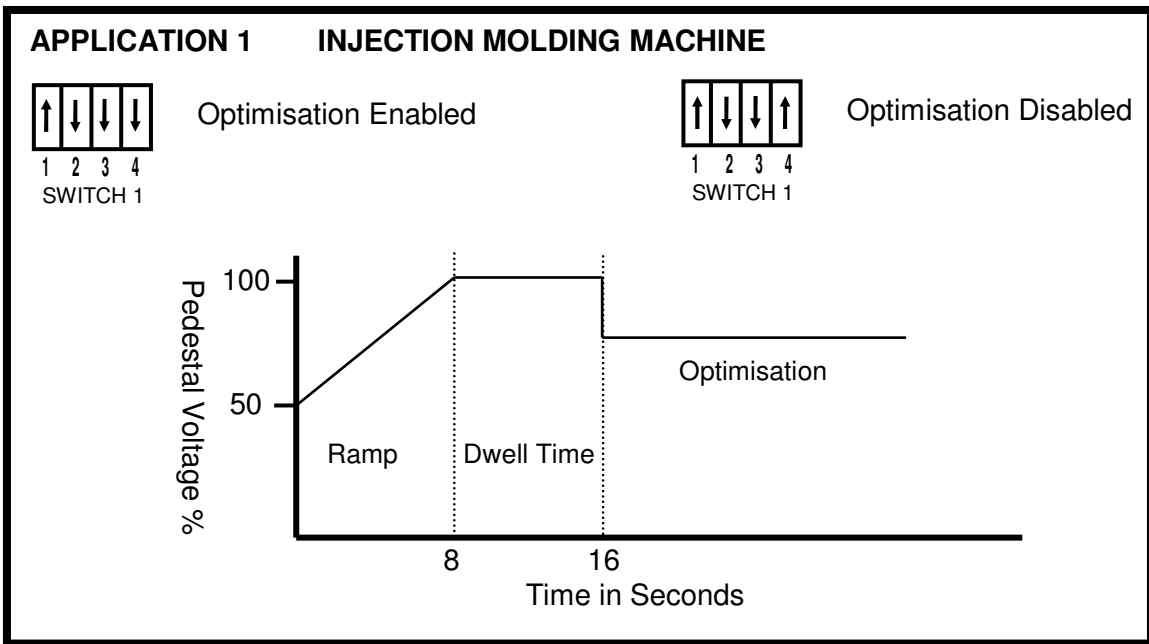 APPLICATION 1 INJECTION MOLDING MACHINE
Optimisation Enabled
1 2 3 4
SWITCH 1
Optimisation Disabled
1 2 3 4
SWITCH 1
Pedestal Voltage %
100
50
Ramp
Dwell Time
Optimisation
8 16
Time in Seconds